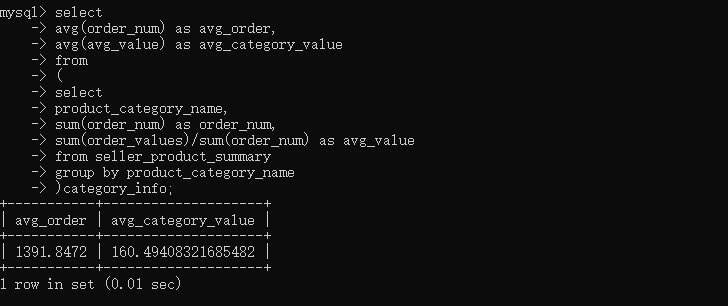 mysql> select
    -> avg(order_num) as avg_order,
    -> avg(avg_value) as avg_category_value
    -> from
    -> (
    -> select
    -> product_category_name,
    -> sum(order_num) as order_num,
    -> sum(order_values)/sum(order_num) as avg_value
    -> from seller_product_summary
    -> group by product_category_name
    -> )category_info;
+-----------+--------------------+
| avg_order | avg_category_value |
+-----------+--------------------+
| 1391.8472 | 160.49408321685482 |
+-----------+--------------------+
1 row in set (0.01 sec)